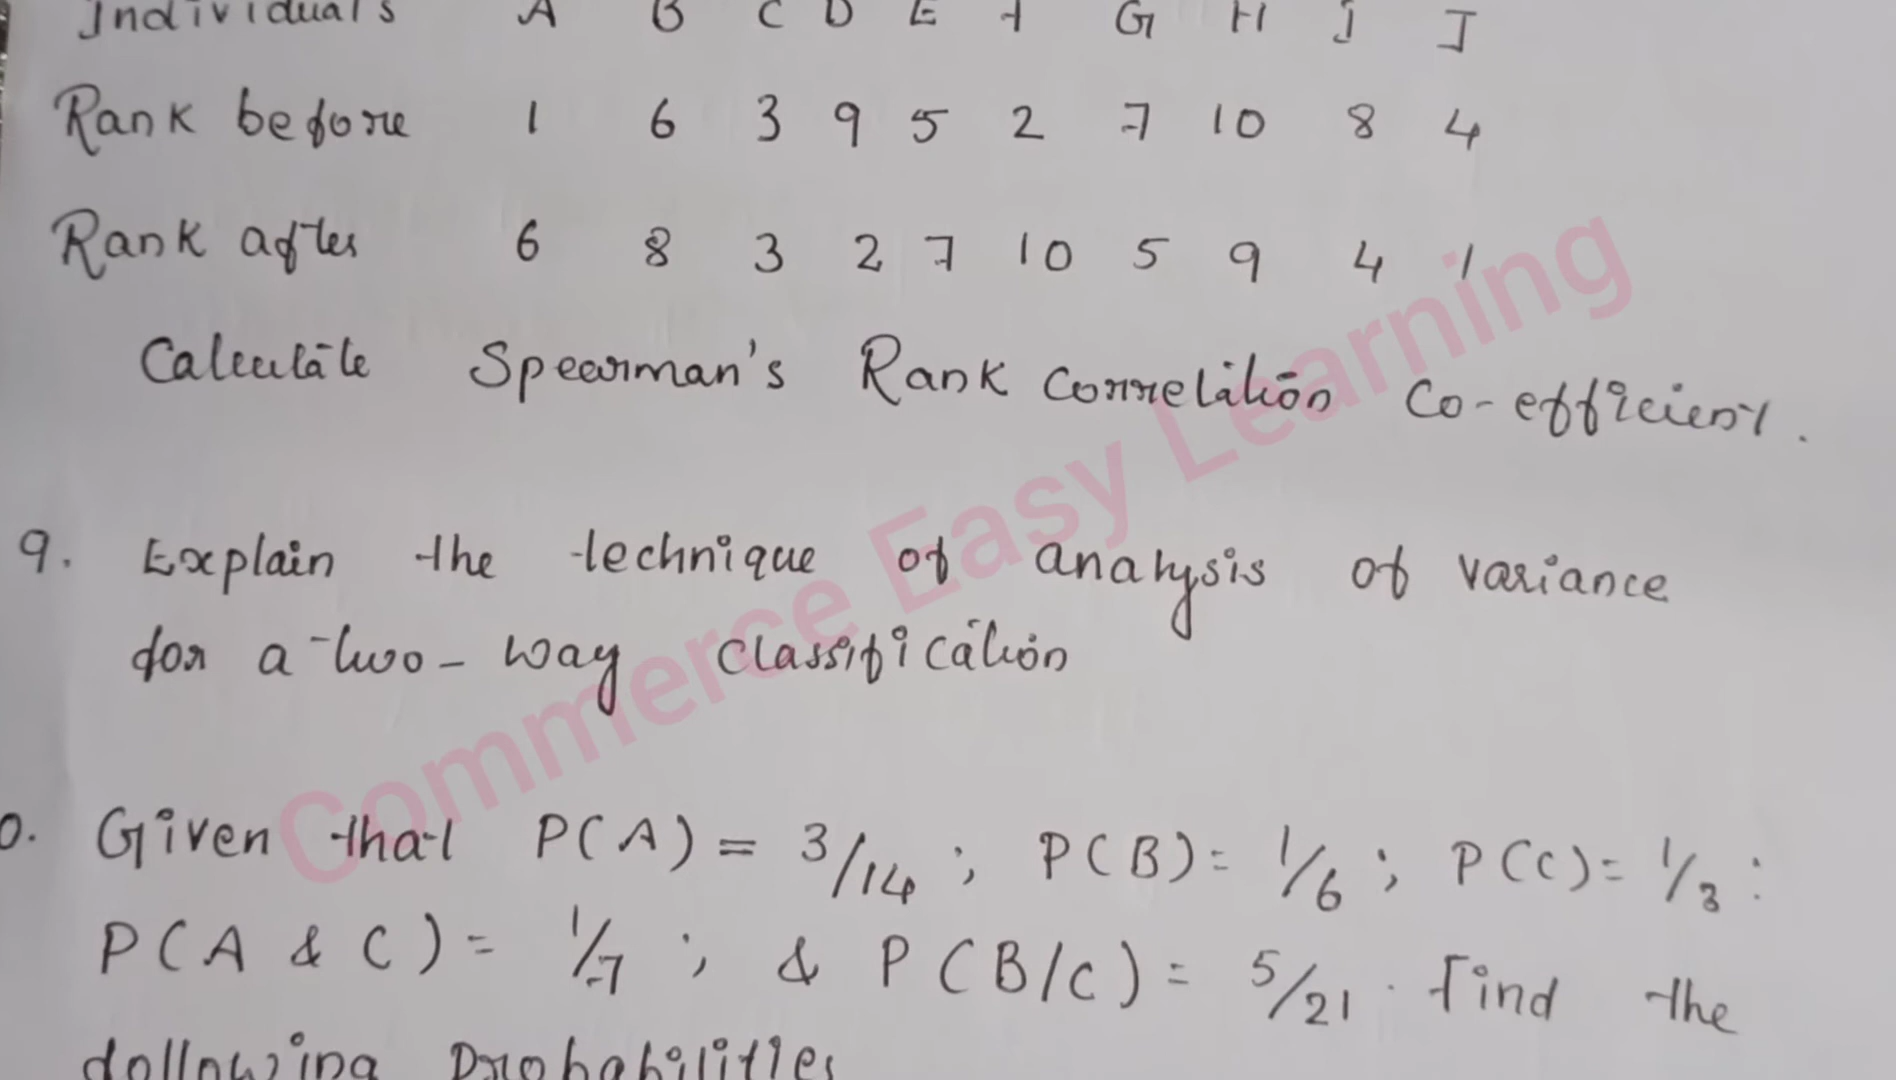 Individuals A B C D E F G H I J
Rank before 1 6 3 9 5 2 7 10 8 4
Rank after 6 8 3 2 7 10 5 9 4 1
Calculate Spearman's Rank Correlation Co-efficient.
9. Explain the technique of analysis of variance
for a two-way classification
0. Given that P(A) = 3/14 ; P(B) = 1/6 ; P(C) = 1/3 :
P(A & C) = 1/7 ; & P(B/C) = 5/21 . Find the
following Probabilities
Commerce Easy Learning